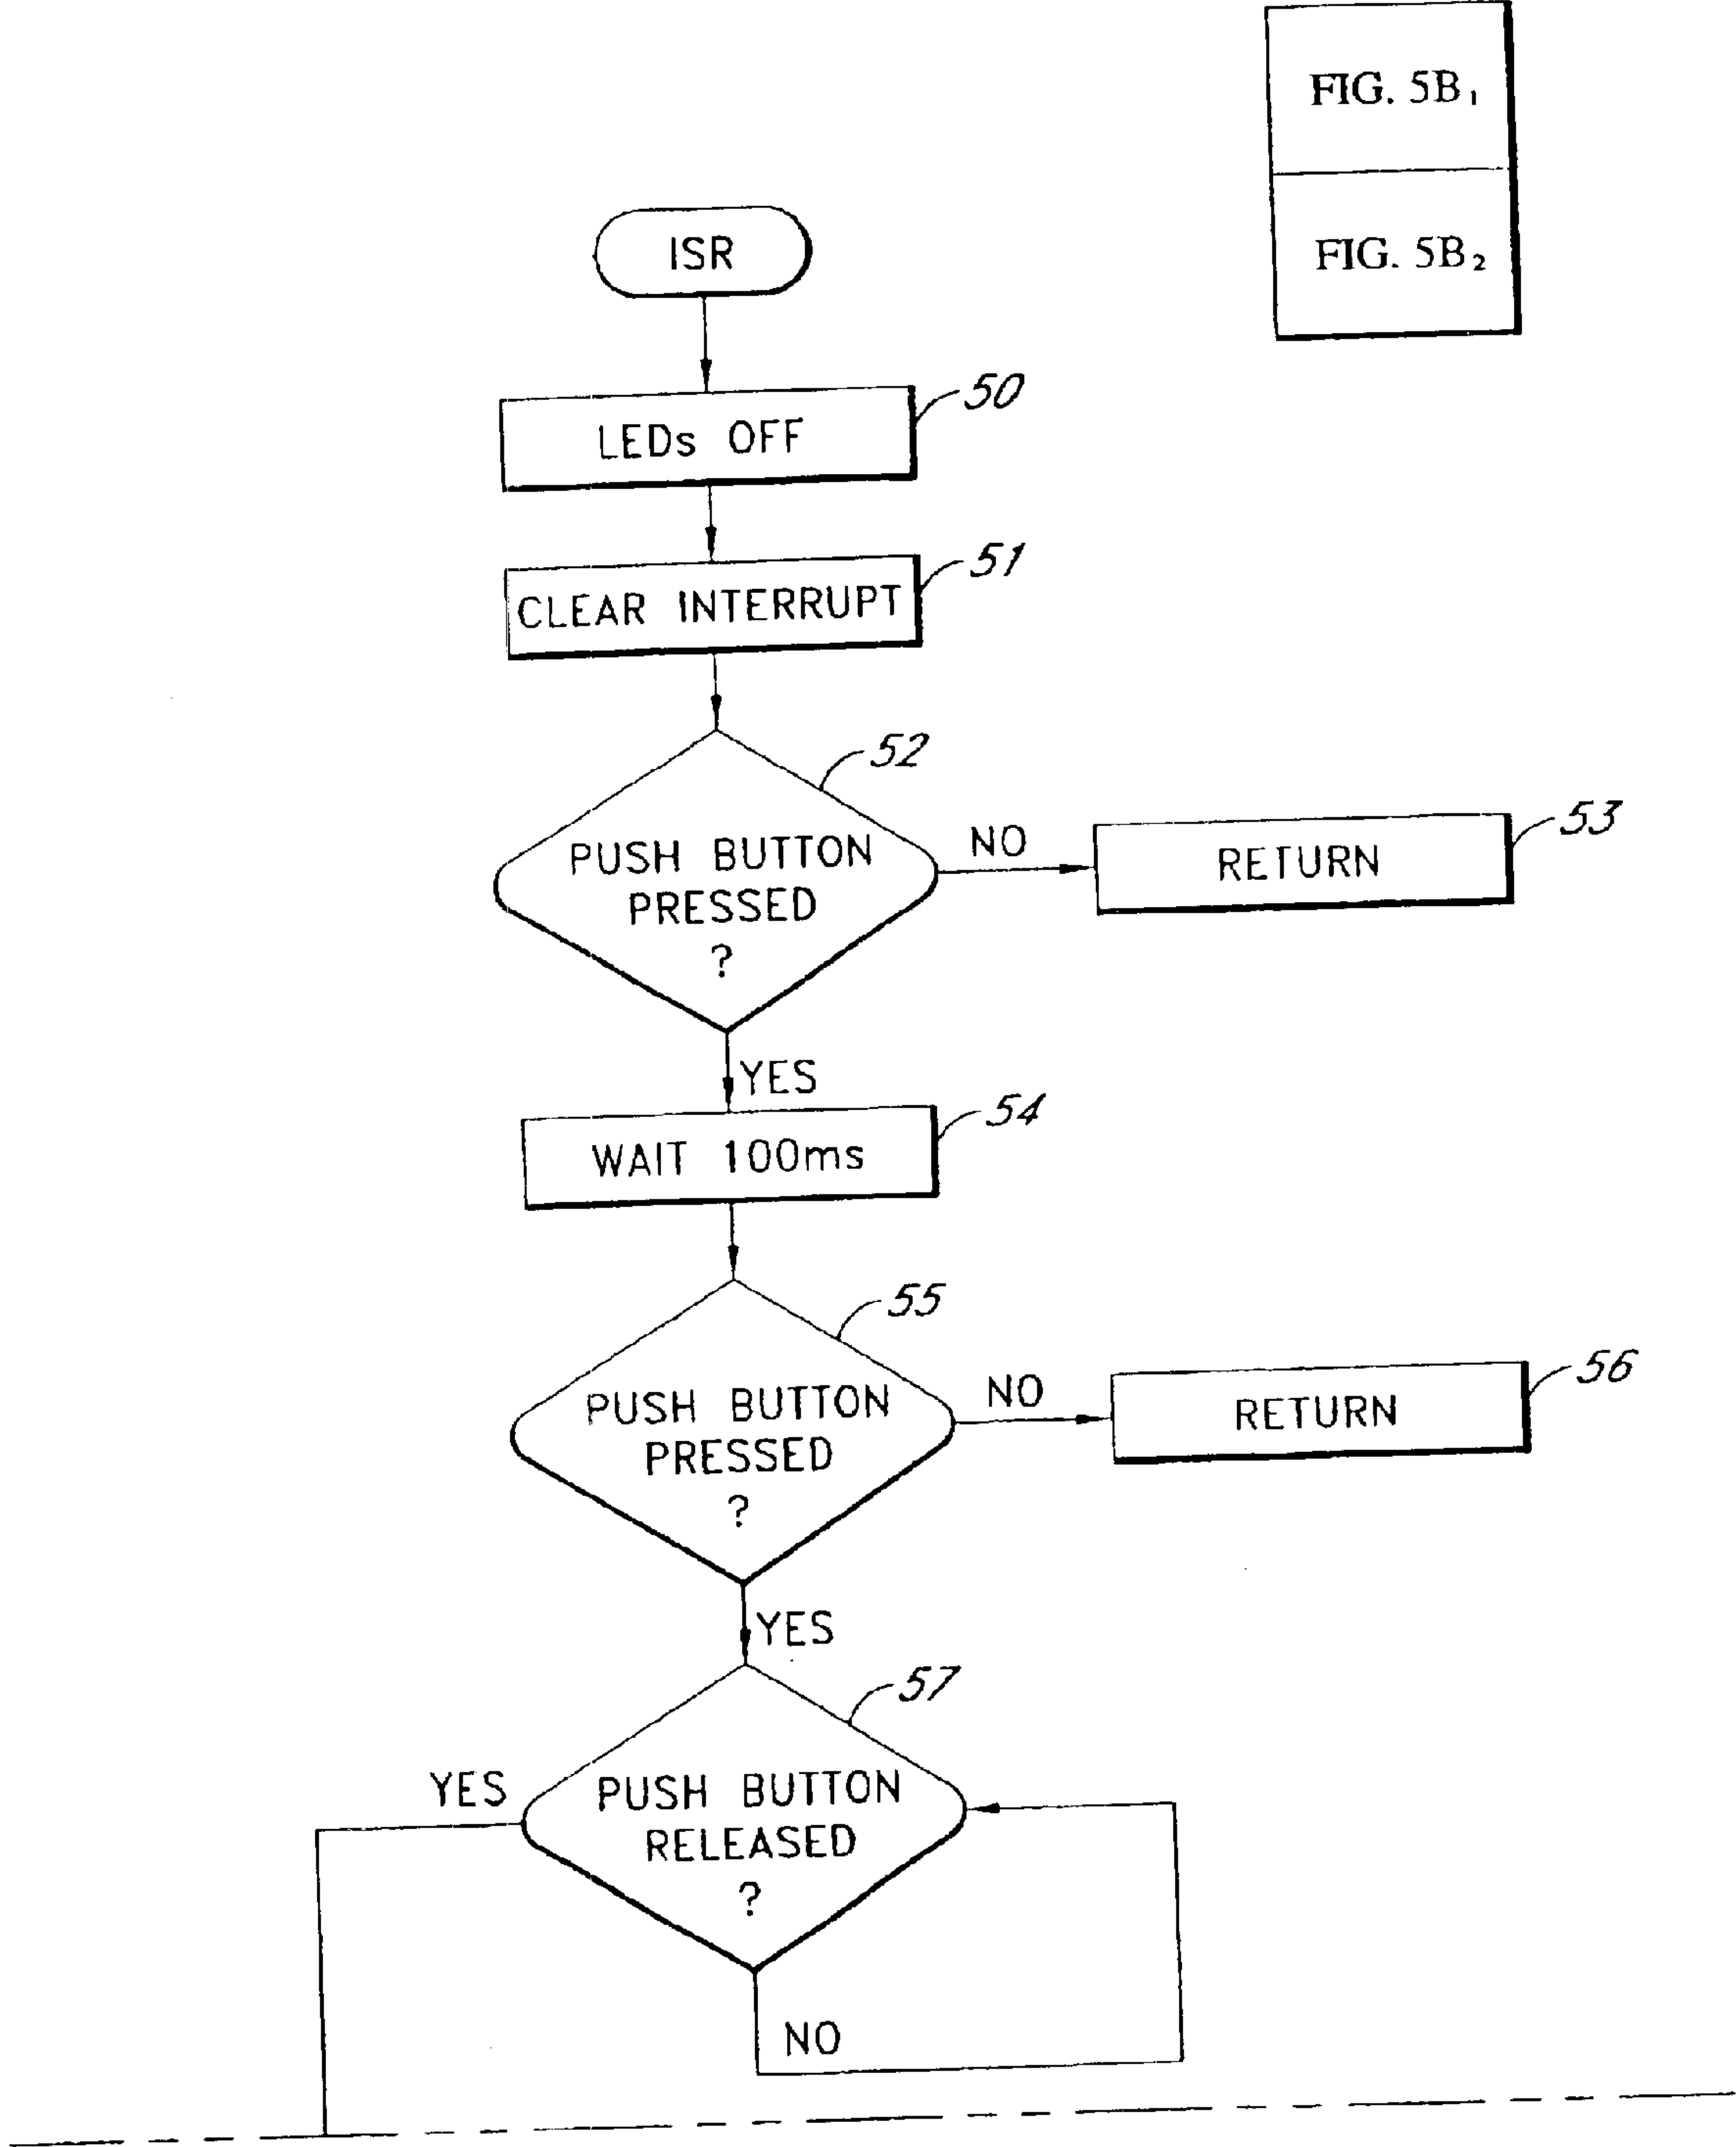 FIG. 5B₁
FIG. 5B₂
ISR
50
LEDs OFF
51
CLEAR INTERRUPT
52
PUSH BUTTON
PRESSED
?
NO
53
RETURN
YES
54
WAIT 100ms
55
PUSH BUTTON
PRESSED
?
NO
56
RETURN
YES
57
YES
PUSH BUTTON
RELEASED
?
NO